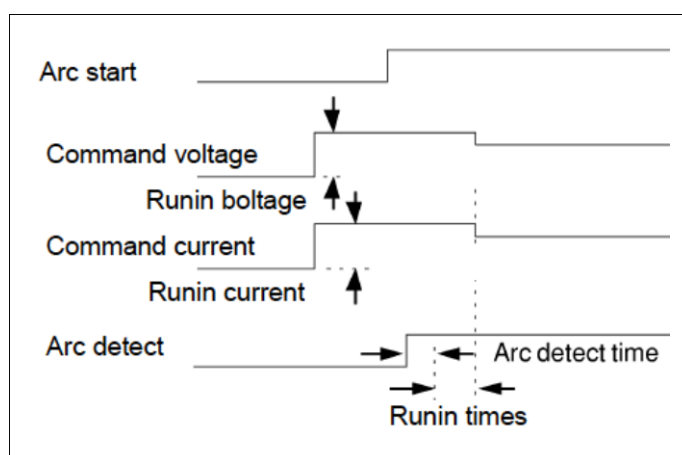 Arc start
Command voltage
Runin boltage
Command current
Runin current
Arc detect
Arc detect time
Runin times